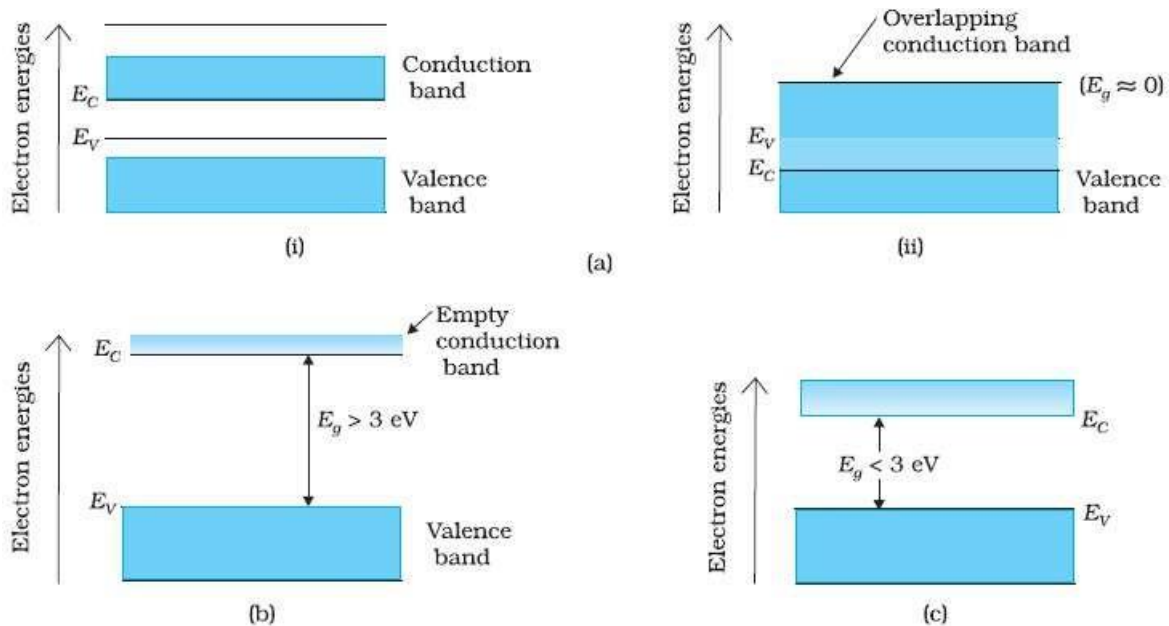 Electron energies
Conduction
band
E_C
E_V
Valence
band
(i)
Electron energies
Overlapping
conduction band
(E_g ≈ 0)
E_V
E_C
Valence
band
(ii)
(a)
Electron energies
Empty
conduction
band
E_C
E_g > 3 eV
E_V
Valence
band
(b)
Electron energies
E_C
E_g < 3 eV
E_V
(c)